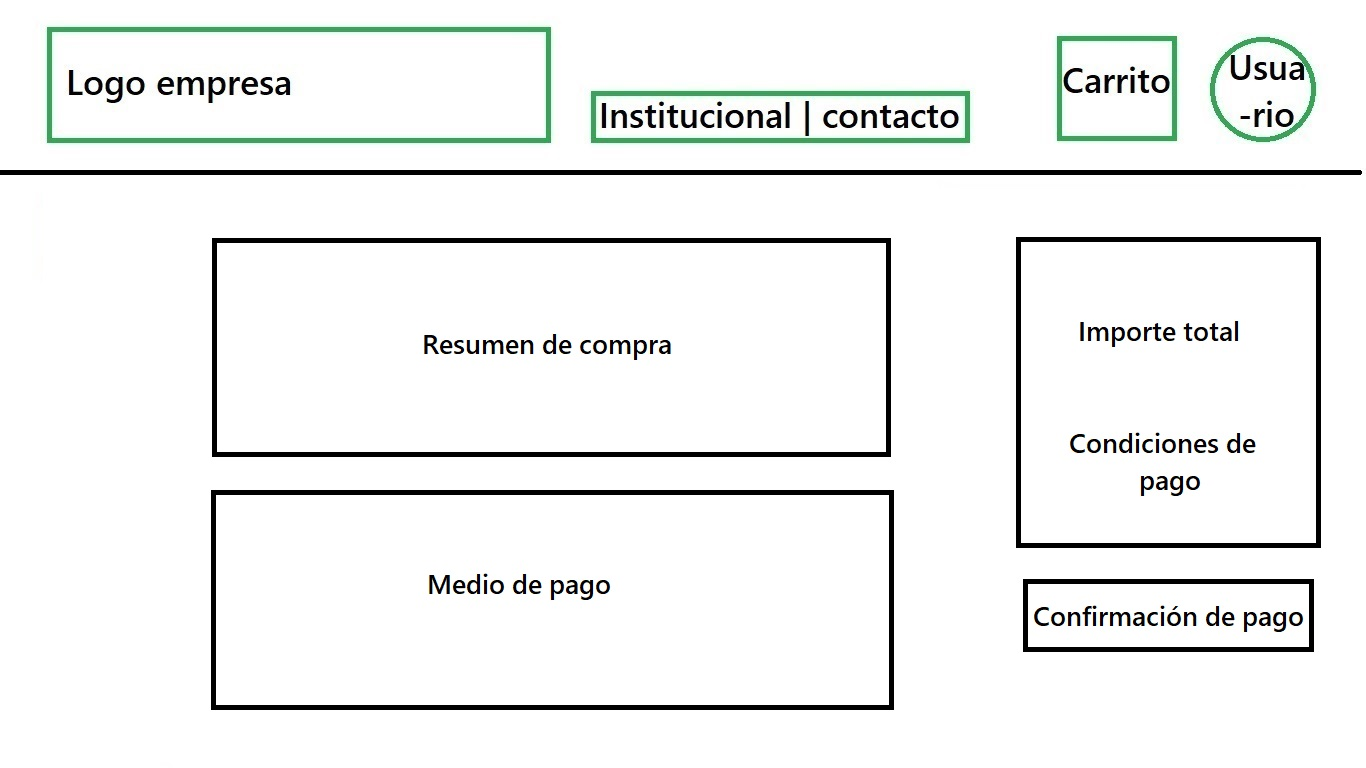 Logo empresa
Institucional | contacto
Carrito
Usua
-rio
Resumen de compra
Importe total
Condiciones de
pago
Medio de pago
Confirmación de pago